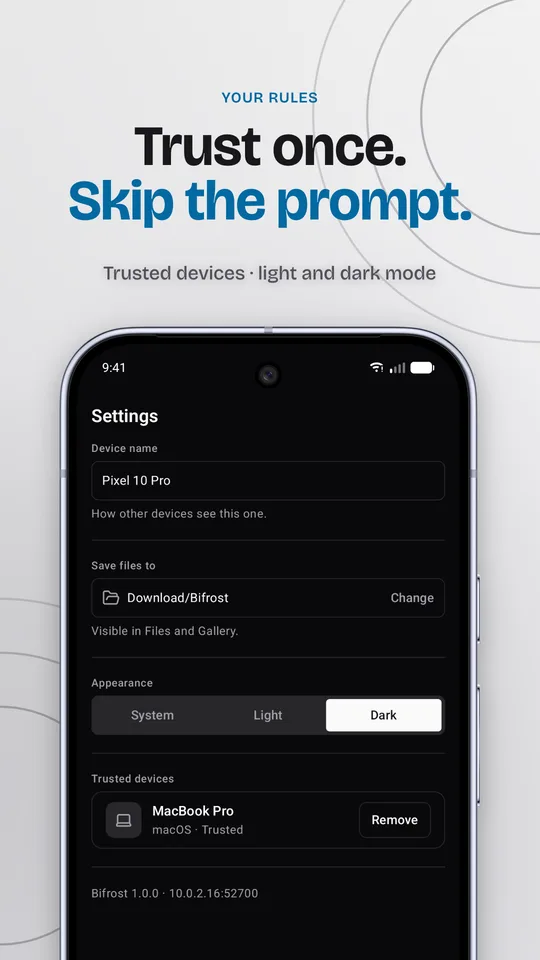 YOUR RULES
Trust once.
Skip the prompt.
Trusted devices · light and dark mode
9:41
Settings
Device name
Pixel 10 Pro
How other devices see this one.
Save files to
Download/Bifrost Change
Visible in Files and Gallery.
Appearance
System Light Dark
Trusted devices
MacBook Pro
macOS · Trusted
Remove
Bifrost 1.0.0 · 10.0.2.16:52700